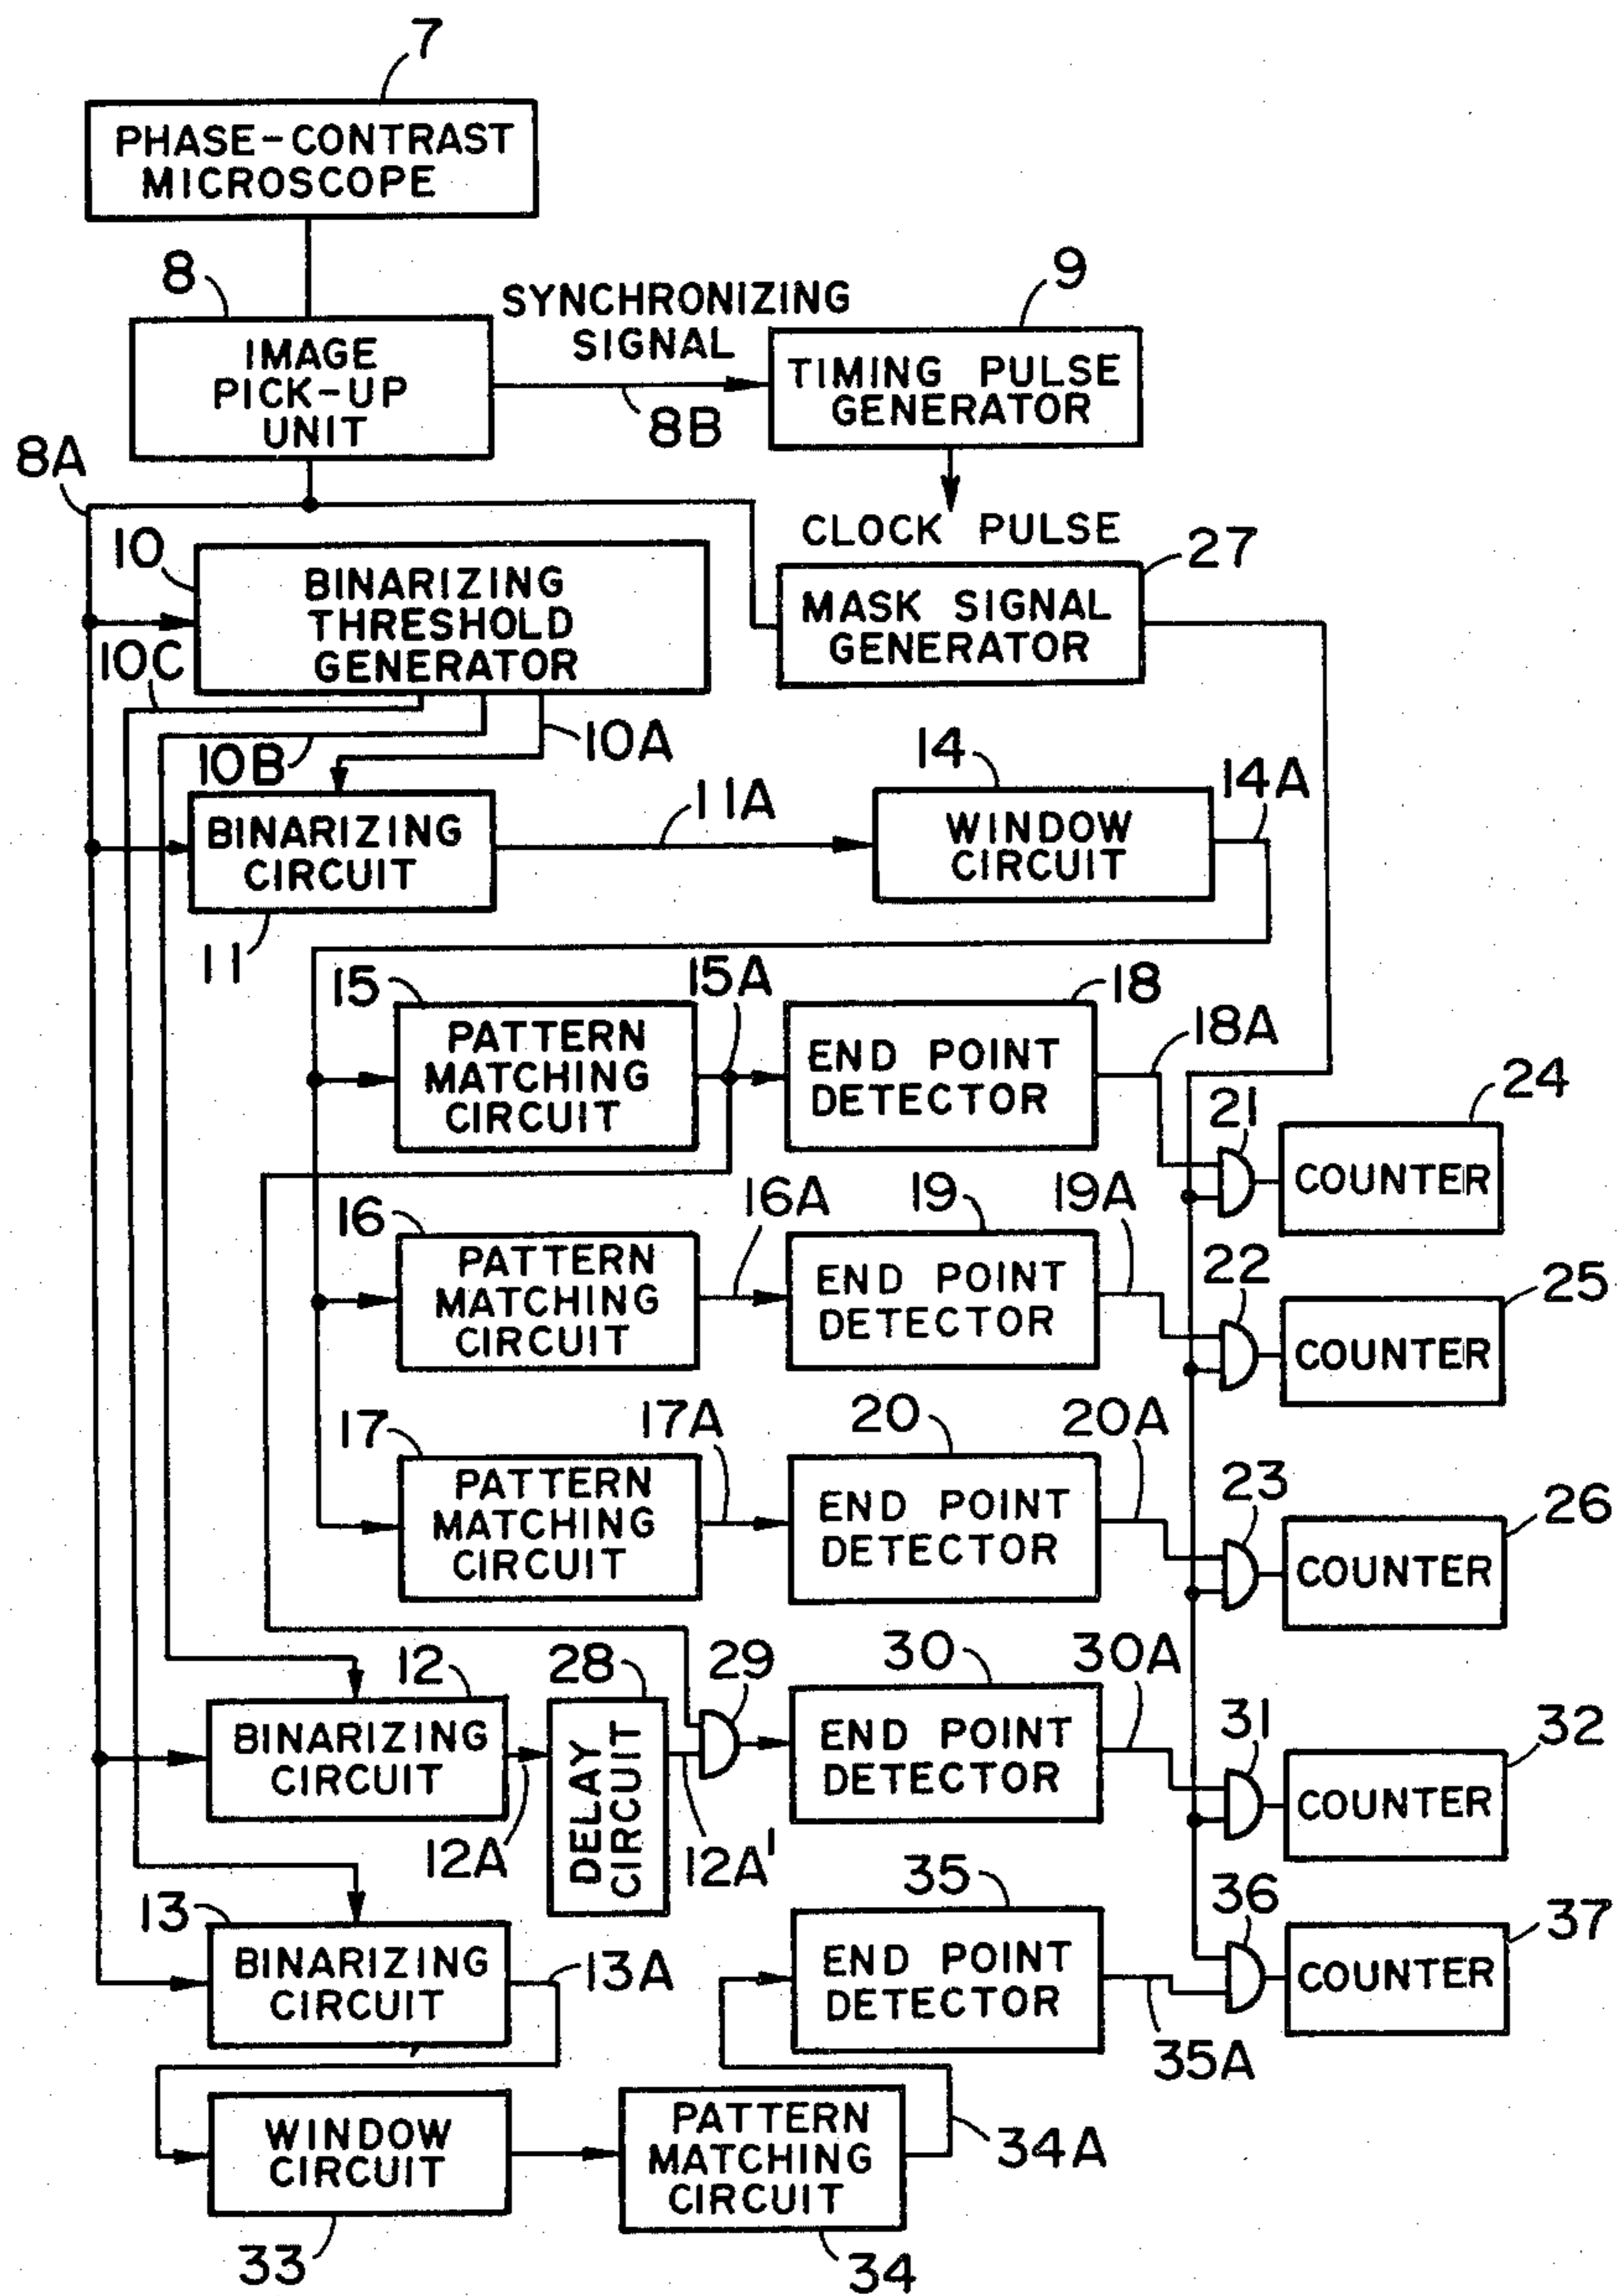 7
PHASE-CONTRAST
MICROSCOPE
8
SYNCHRONIZING
SIGNAL
9
IMAGE
PICK-UP
UNIT
8B
TIMING PULSE
GENERATOR
8A
CLOCK PULSE
10
BINARIZING
THRESHOLD
GENERATOR
27
MASK SIGNAL
GENERATOR
10C
10B
10A
14
14A
11A
BINARIZING
CIRCUIT
WINDOW
CIRCUIT
11
15
15A
18
18A
PATTERN
MATCHING
CIRCUIT
END POINT
DETECTOR
21
24
COUNTER
16
16A
19
19A
PATTERN
MATCHING
CIRCUIT
END POINT
DETECTOR
22
25
COUNTER
17
17A
20
20A
PATTERN
MATCHING
CIRCUIT
END POINT
DETECTOR
23
26
COUNTER
12
28
29
30
30A
BINARIZING
CIRCUIT
DELAY
CIRCUIT
END POINT
DETECTOR
31
32
COUNTER
12A
12A'
13
35
36
37
BINARIZING
CIRCUIT
13A
END POINT
DETECTOR
COUNTER
35A
WINDOW
CIRCUIT
PATTERN
MATCHING
CIRCUIT
34A
33
34